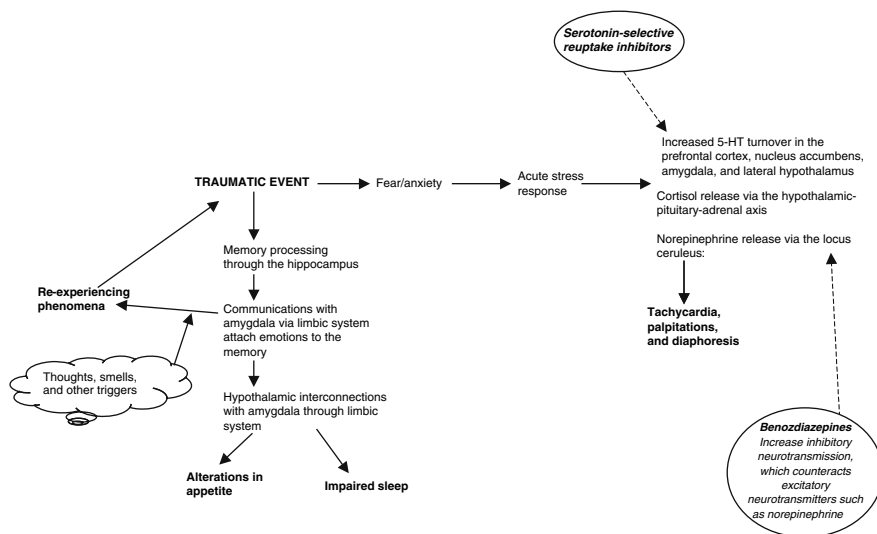 Serotonin-selective
reuptake inhibitors
Increased 5-HT turnover in the
prefrontal cortex, nucleus accumbens,
amygdala, and lateral hypothalamus
TRAUMATIC EVENT
Fear/anxiety
Acute stress
response
Cortisol release via the hypothalamic-
pituitary-adrenal axis
Norepinephrine release via the locus
ceruleus:
Memory processing
through the hippocampus
Re-experiencing
phenomena
Communications with
amygdala via limbic system
attach emotions to the
memory
Tachycardia,
palpitations,
and diaphoresis
Thoughts, smells,
and other triggers
Hypothalamic interconnections
with amygdala through limbic
system
Alterations in
appetite
Impaired sleep
Benozdiazepines
Increase inhibitory
neurotransmission,
which counteracts
excitatory
neurotransmitters such
as norepinephrine